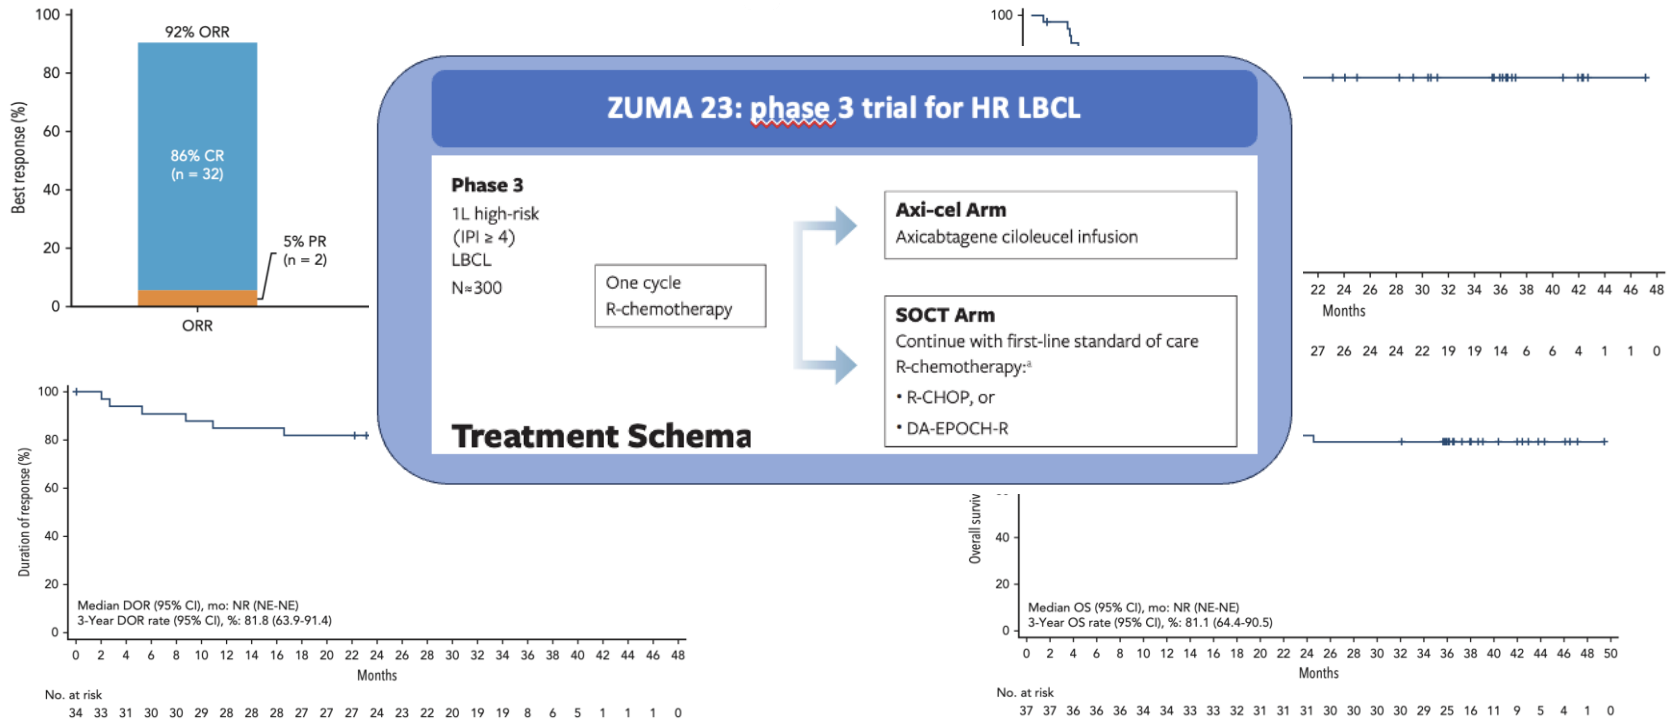 100
92% ORR
80
60
86% CR
(n = 32)
40
20
5% PR
(n = 2)
0
Best response (%)
ORR
100
ZUMA 23: phase 3 trial for HR LBCL
Phase 3
1L high-risk
(IPI ≥ 4)
LBCL
N≈300
One cycle
R-chemotherapy
Axi-cel Arm
Axicabtagene ciloleucel infusion
SOCT Arm
Continue with first-line standard of care
R-chemotherapy:ª
• R-CHOP, or
• DA-EPOCH-R
Treatment Schema
22 24 26 28 30 32 34 36 38 40 42 44 46 48
Months
27 26 24 24 22 19 19 14 6 6 4 1 1 0
100
80
60
40
20
0
Duration of response (%)
Median DOR (95% CI), mo: NR (NE-NE)
3-Year DOR rate (95% CI), %: 81.8 (63.9-91.4)
0 2 4 6 8 10 12 14 16 18 20 22 24 26 28 30 32 34 36 38 40 42 44 46 48
Months
No. at risk
34 33 31 30 30 29 28 28 28 27 27 27 24 23 22 20 19 19 8 6 5 1 1 1 0
Overall surviv
40
20
0
Median OS (95% CI), mo: NR (NE-NE)
3-Year OS rate (95% CI), %: 81.1 (64.4-90.5)
0 2 4 6 8 10 12 14 16 18 20 22 24 26 28 30 32 34 36 38 40 42 44 46 48 50
Months
No. at risk
37 37 36 36 36 34 34 33 33 32 31 31 31 30 30 30 30 29 25 16 11 9 5 4 1 0